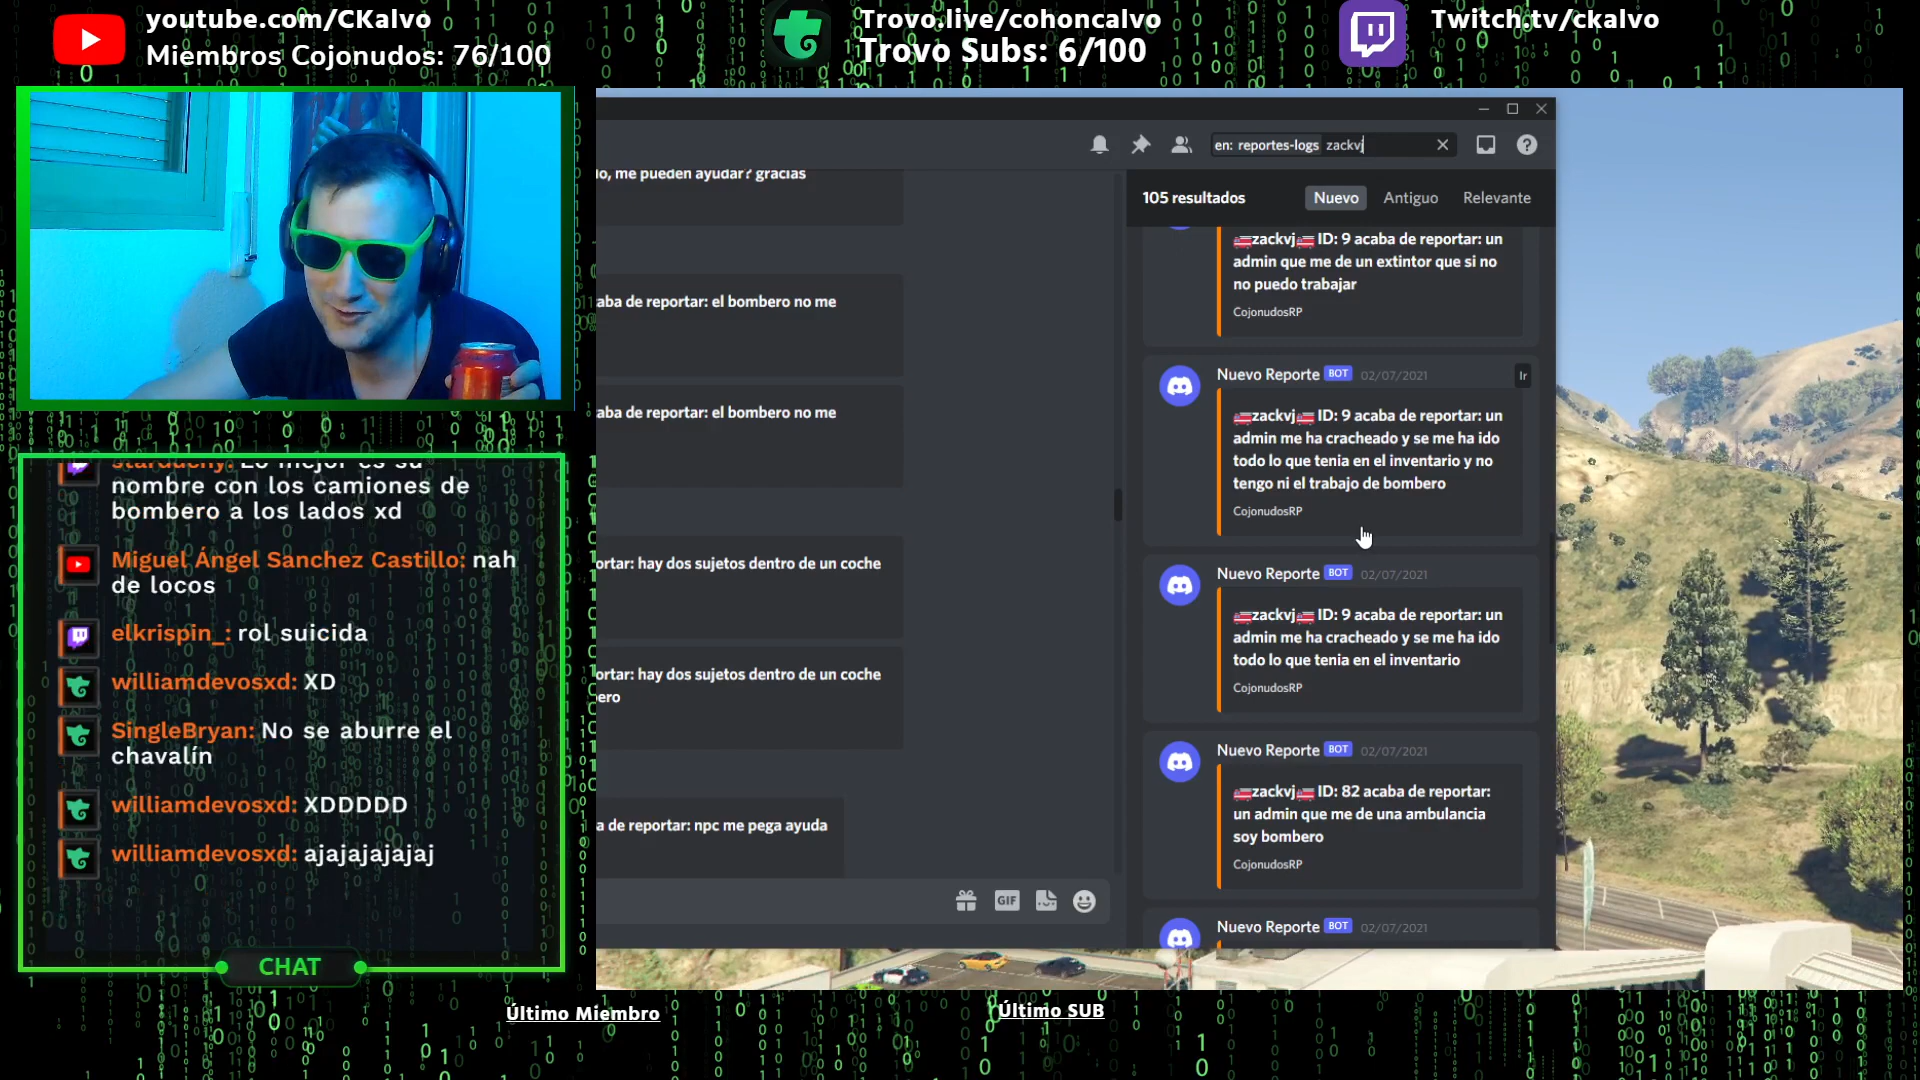 youtube.com/CKalvo
Miembros Cojonudos: 76/100
Trovo.live/cohoncalvo
Trovo Subs: 6/100
Twitch.tv/ckalvo
nombre con los camiones de
bombero a los lados xd
Miguel Ángel Sanchez Castillo: nah
de locos
elkrispin_: rol suicida
williamdevosxd: XD
SingleBryan: No se aburre el
chavalín
williamdevosxd: XDDDDD
williamdevosxd: ajajajajajaj
CHAT
lo, me pueden ayudar? gracias
aba de reportar: el bombero no me
aba de reportar: el bombero no me
ortar: hay dos sujetos dentro de un coche
ortar: hay dos sujetos dentro de un coche
ero
a de reportar: npc me pega ayuda
GIF
en: reportes-logs zackvj
105 resultados
Nuevo
Antiguo
Relevante
zackvj ID: 9 acaba de reportar: un
admin que me de un extintor que si no
no puedo trabajar
CojonudosRP
Nuevo Reporte BOT 02/07/2021
Ir
zackvj ID: 9 acaba de reportar: un
admin me ha cracheado y se me ha ido
todo lo que tenia en el inventario y no
tengo ni el trabajo de bombero
CojonudosRP
Nuevo Reporte BOT 02/07/2021
zackvj ID: 9 acaba de reportar: un
admin me ha cracheado y se me ha ido
todo lo que tenia en el inventario
CojonudosRP
Nuevo Reporte BOT 02/07/2021
zackvj ID: 82 acaba de reportar:
un admin que me de una ambulancia
soy bombero
CojonudosRP
Nuevo Reporte BOT 02/07/2021
Último Miembro
Último SUB